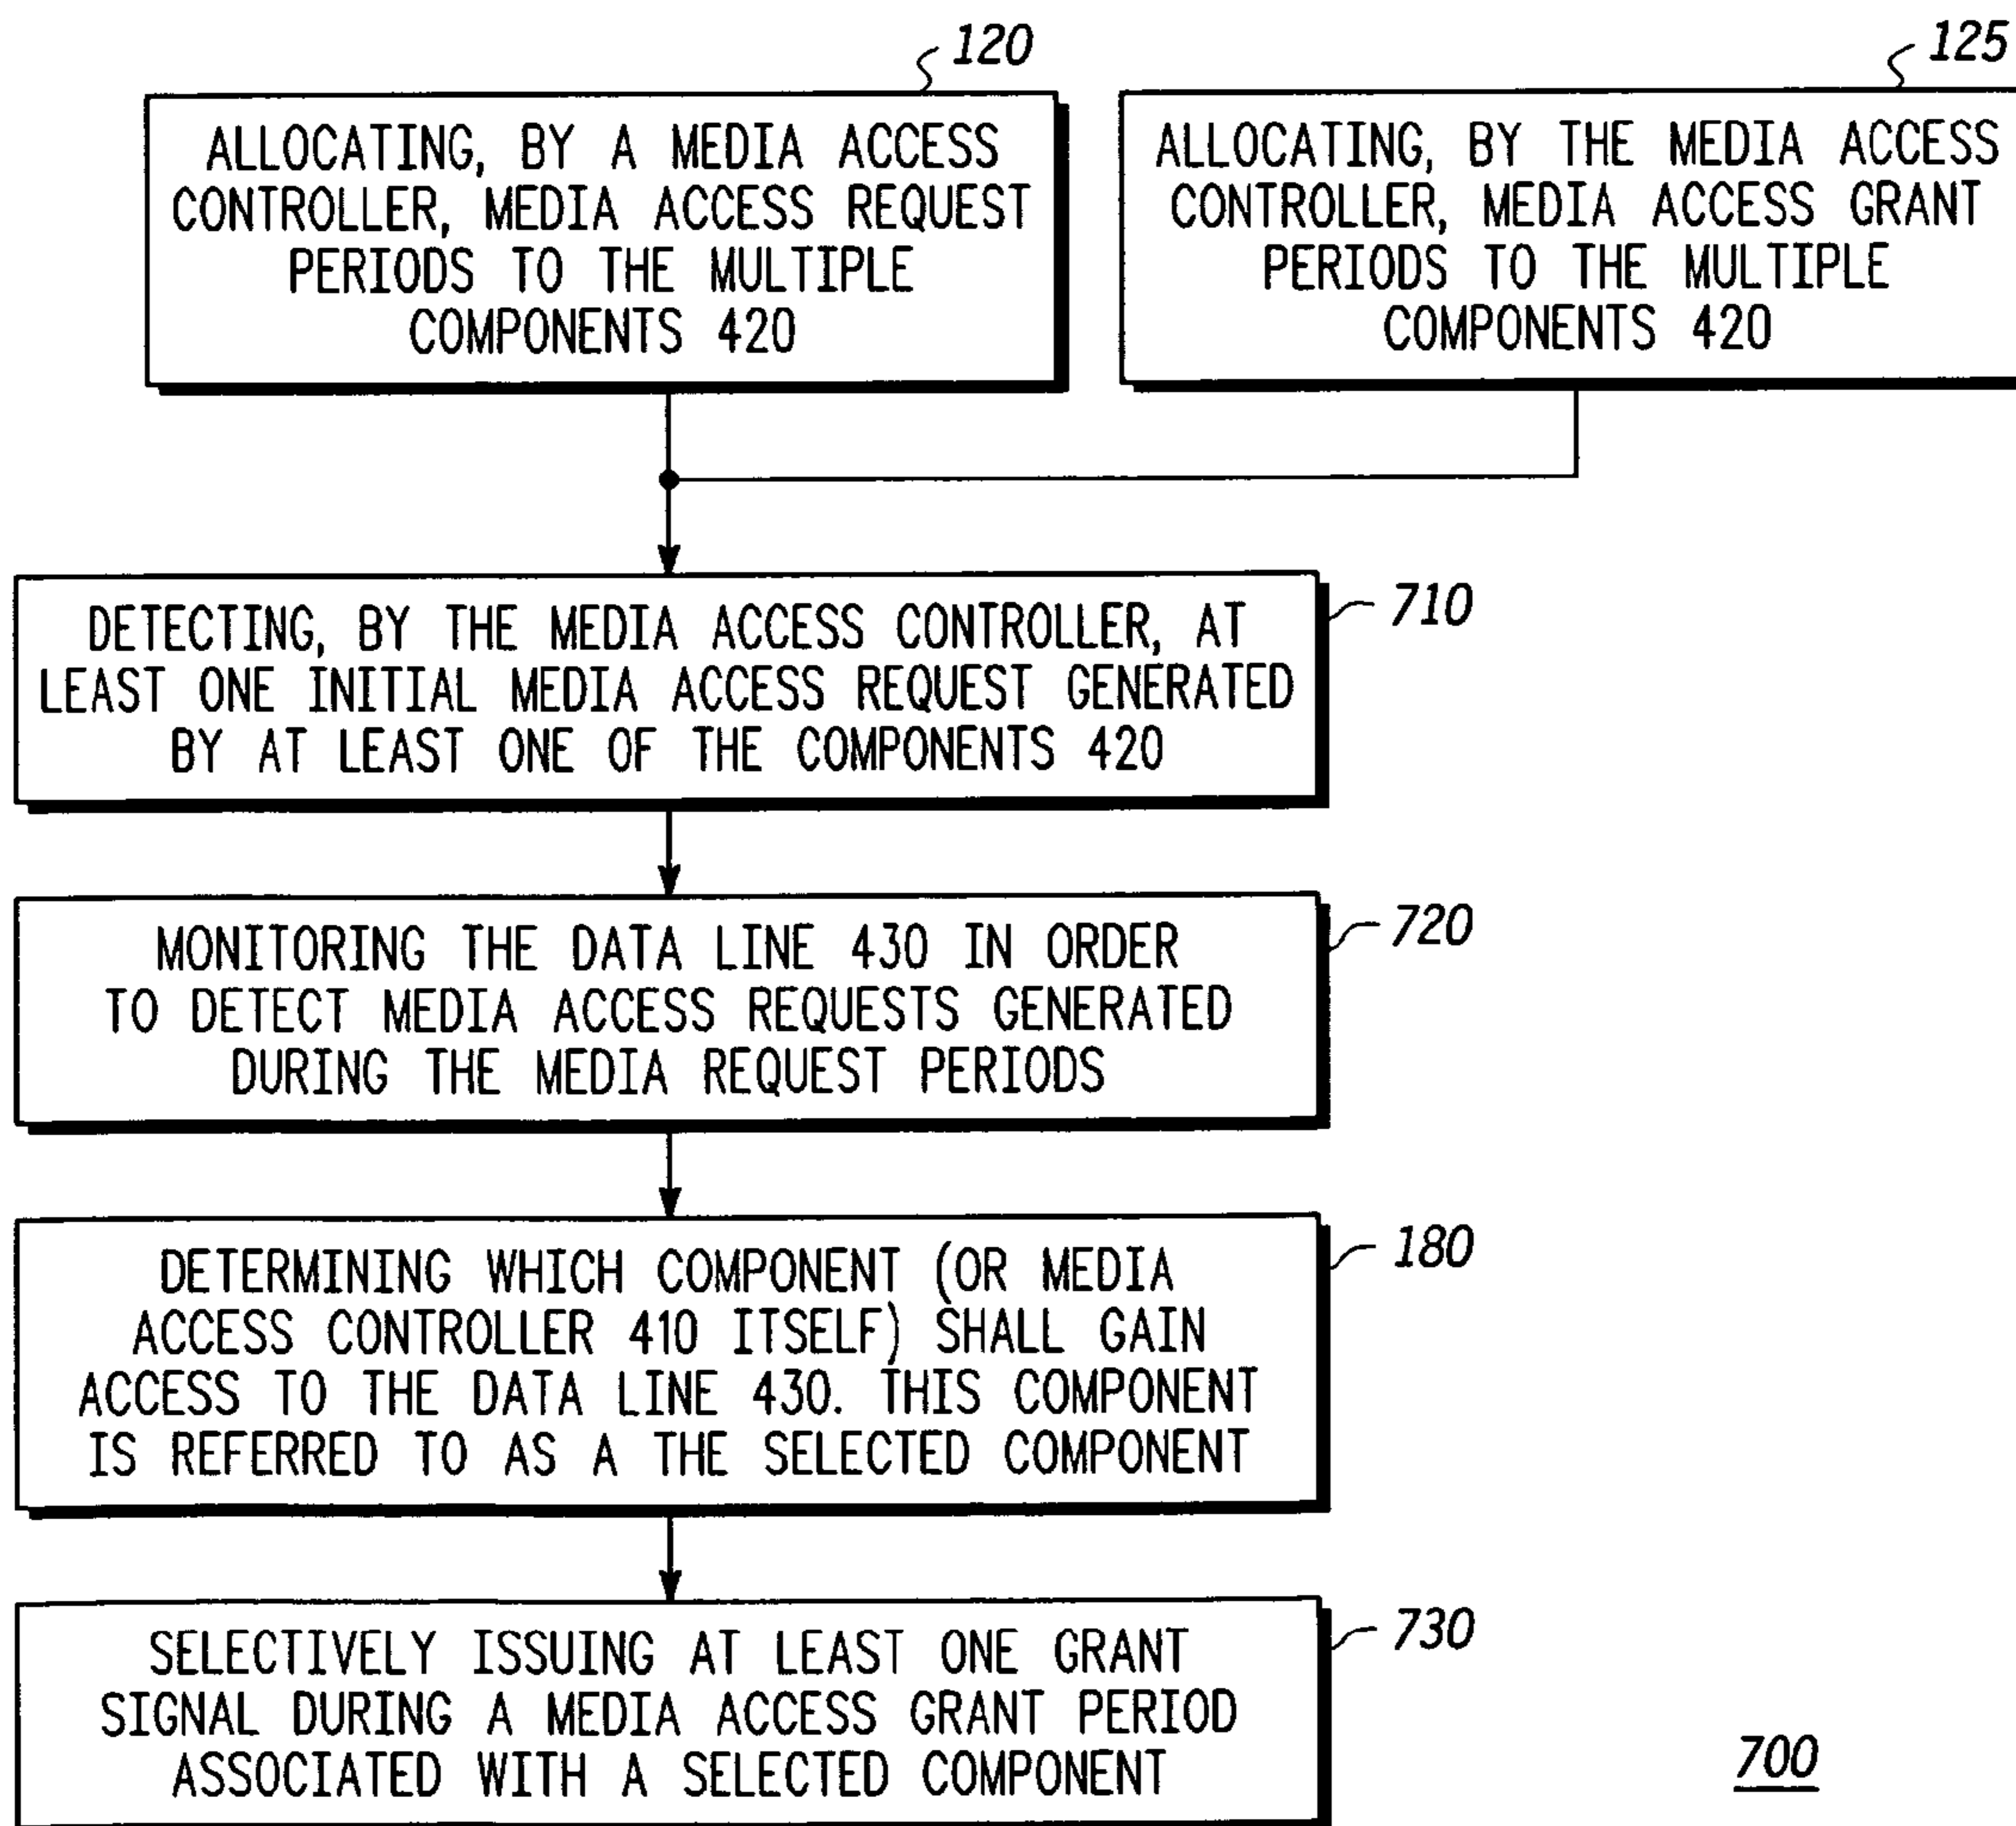 120
ALLOCATING, BY A MEDIA ACCESS
CONTROLLER, MEDIA ACCESS REQUEST
PERIODS TO THE MULTIPLE
COMPONENTS 420
125
ALLOCATING, BY THE MEDIA ACCESS
CONTROLLER, MEDIA ACCESS GRANT
PERIODS TO THE MULTIPLE
COMPONENTS 420
710
DETECTING, BY THE MEDIA ACCESS CONTROLLER, AT
LEAST ONE INITIAL MEDIA ACCESS REQUEST GENERATED
BY AT LEAST ONE OF THE COMPONENTS 420
720
MONITORING THE DATA LINE 430 IN ORDER
TO DETECT MEDIA ACCESS REQUESTS GENERATED
DURING THE MEDIA REQUEST PERIODS
180
DETERMINING WHICH COMPONENT (OR MEDIA
ACCESS CONTROLLER 410 ITSELF) SHALL GAIN
ACCESS TO THE DATA LINE 430. THIS COMPONENT
IS REFERRED TO AS A THE SELECTED COMPONENT
730
SELECTIVELY ISSUING AT LEAST ONE GRANT
SIGNAL DURING A MEDIA ACCESS GRANT PERIOD
ASSOCIATED WITH A SELECTED COMPONENT
700